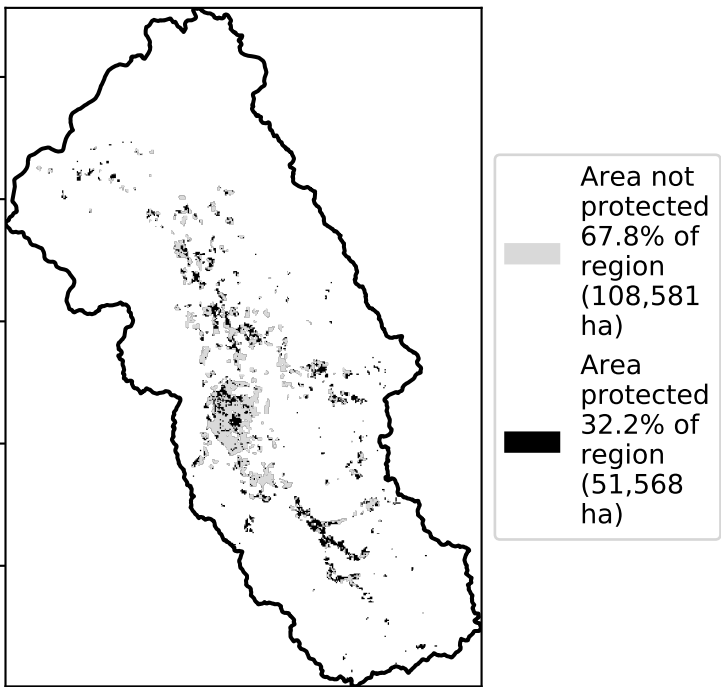 Area not
protected
67.8% of
region
(108,581
ha)
Area
protected
32.2% of
region
(51,568
ha)